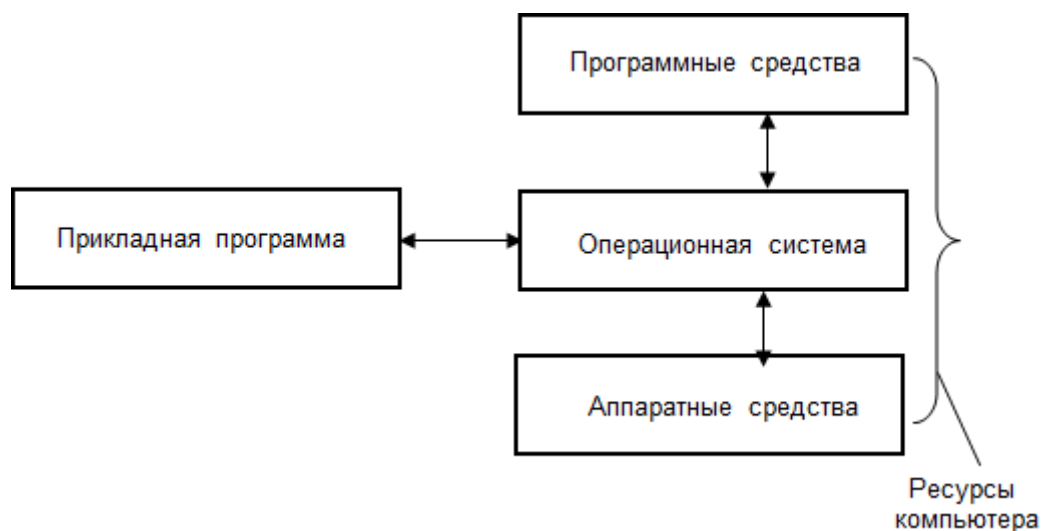 Программные средства
Прикладная программа
Операционная система
Аппаратные средства
Ресурсы
компьютера